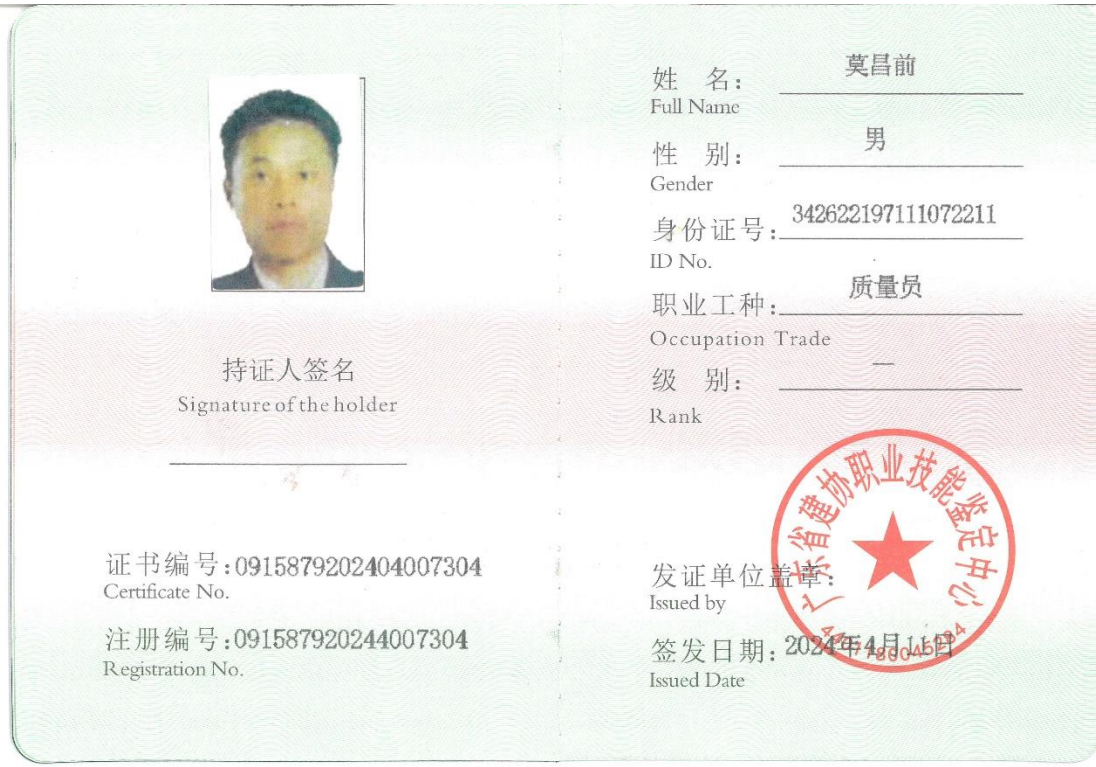 持证人签名
Signature of the holder
证书编号:0915879202404007304
Certificate No.
注册编号:091587920244007304
Registration No.
姓 名: 莫昌前
Full Name
性 别: 男
Gender
身份证号: 342622197111072211
ID No.
职业工种: 质量员
Occupation Trade
级 别: 一
Rank
广东省建协职业技能鉴定中心
发证单位盖章:
Issued by
签发日期: 2024年4月11日
Issued Date